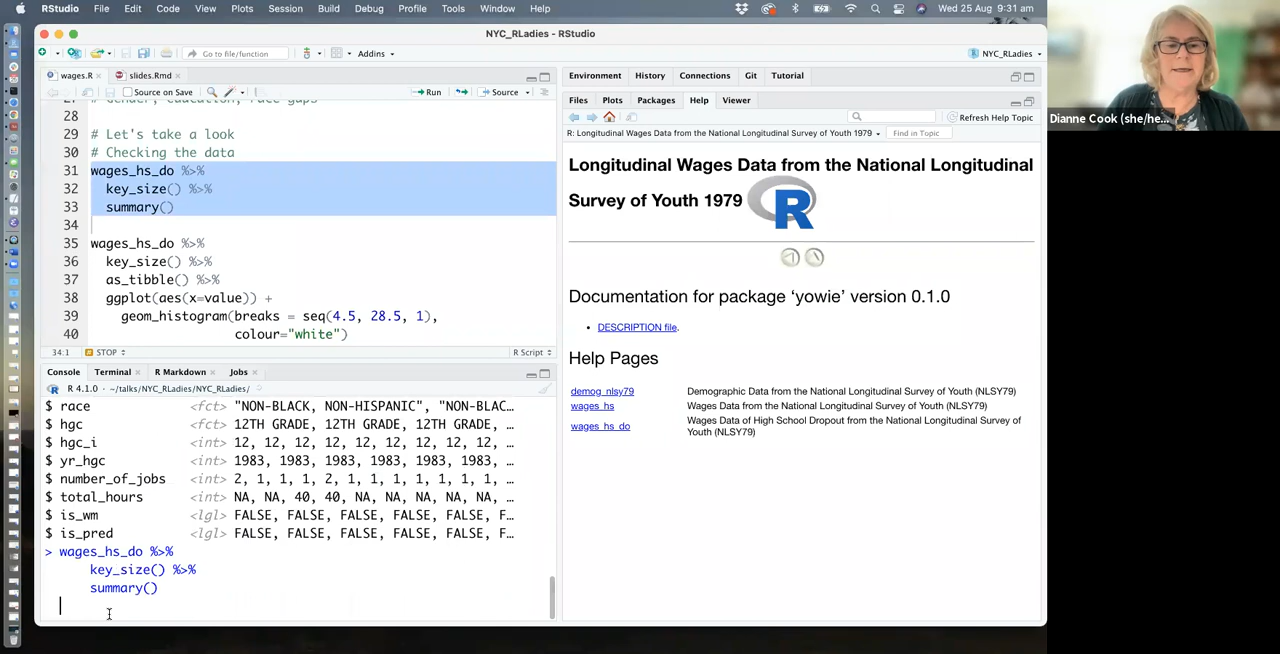 RStudio File Edit Code View Plots Session Build Debug Profile Tools Window Help Wed 25 Aug 9:31 am
NYC_RLadies - RStudio
Go to file/function Addins NYC_RLadies
wages.R slides.Rmd
Source on Save Run Source
27 # Gender, education, race gaps
28
29 # Let's take a look
30 # Checking the data
31 wages_hs_do %>%
32 key_size() %>%
33 summary()
34
35 wages_hs_do %>%
36 key_size() %>%
37 as_tibble() %>%
38 ggplot(aes(x=value)) +
39 geom_histogram(breaks = seq(4.5, 28.5, 1),
40 colour="white")
34:1 STOP R Script
Console Terminal R Markdown Jobs
R 4.1.0 · ~/talks/NYC_RLadies/NYC_RLadies/
$ race <fct> "NON-BLACK, NON-HISPANIC", "NON-BLAC…
$ hgc <fct> 12TH GRADE, 12TH GRADE, 12TH GRADE, …
$ hgc_i <int> 12, 12, 12, 12, 12, 12, 12, 12, 12, …
$ yr_hgc <int> 1983, 1983, 1983, 1983, 1983, 1983, …
$ number_of_jobs <int> 2, 1, 1, 1, 2, 1, 1, 1, 1, 1, 1, 1, …
$ total_hours <int> NA, NA, 40, 40, NA, NA, NA, NA, NA, …
$ is_wm <lgl> FALSE, FALSE, FALSE, FALSE, FALSE, F…
$ is_pred <lgl> FALSE, FALSE, FALSE, FALSE, FALSE, F…
> wages_hs_do %>%
key_size() %>%
summary()
Environment History Connections Git Tutorial
Files Plots Packages Help Viewer
Refresh Help Topic
R: Longitudinal Wages Data from the National Longitudinal Survey of Youth 1979 Find in Topic
Longitudinal Wages Data from the National Longitudinal
Survey of Youth 1979 R
Documentation for package ‘yowie’ version 0.1.0
• DESCRIPTION file.
Help Pages
demog_nlsy79 Demographic Data from the National Longitudinal Survey of Youth (NLSY79)
wages_hs Wages Data from the National Longitudinal Survey of Youth (NLSY79)
wages_hs_do Wages Data of High School Dropout from the National Longitudinal Survey of
Youth (NLSY79)
Dianne Cook (she/he...